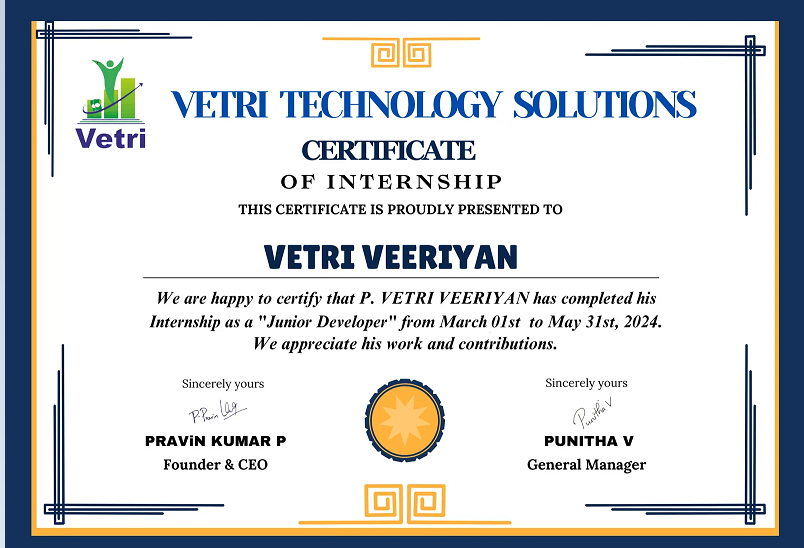 Vetri
VETRI TECHNOLOGY SOLUTIONS
CERTIFICATE
OF INTERNSHIP
THIS CERTIFICATE IS PROUDLY PRESENTED TO
VETRI VEERIYAN
We are happy to certify that P. VETRI VEERIYAN has completed his
Internship as a "Junior Developer" from March 01st to May 31st, 2024.
We appreciate his work and contributions.
Sincerely yours
P. Pravin
PRAViN KUMAR P
Founder & CEO
Sincerely yours
Punitha V
PUNITHA V
General Manager